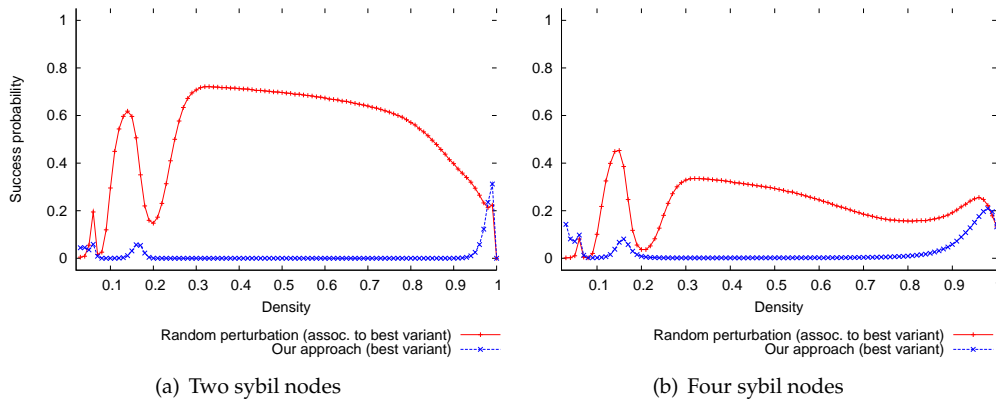 1
0.8
0.6
0.4
0.2
0
Success probability
0.1 0.2 0.3 0.4 0.5 0.6 0.7 0.8 0.9 1
Density
Random perturbation (assoc. to best variant)
Our approach (best variant)
(a) Two sybil nodes
1
0.8
0.6
0.4
0.2
0
0.1 0.2 0.3 0.4 0.5 0.6 0.7 0.8 0.9
Density
Random perturbation (assoc. to best variant)
Our approach (best variant)
(b) Four sybil nodes